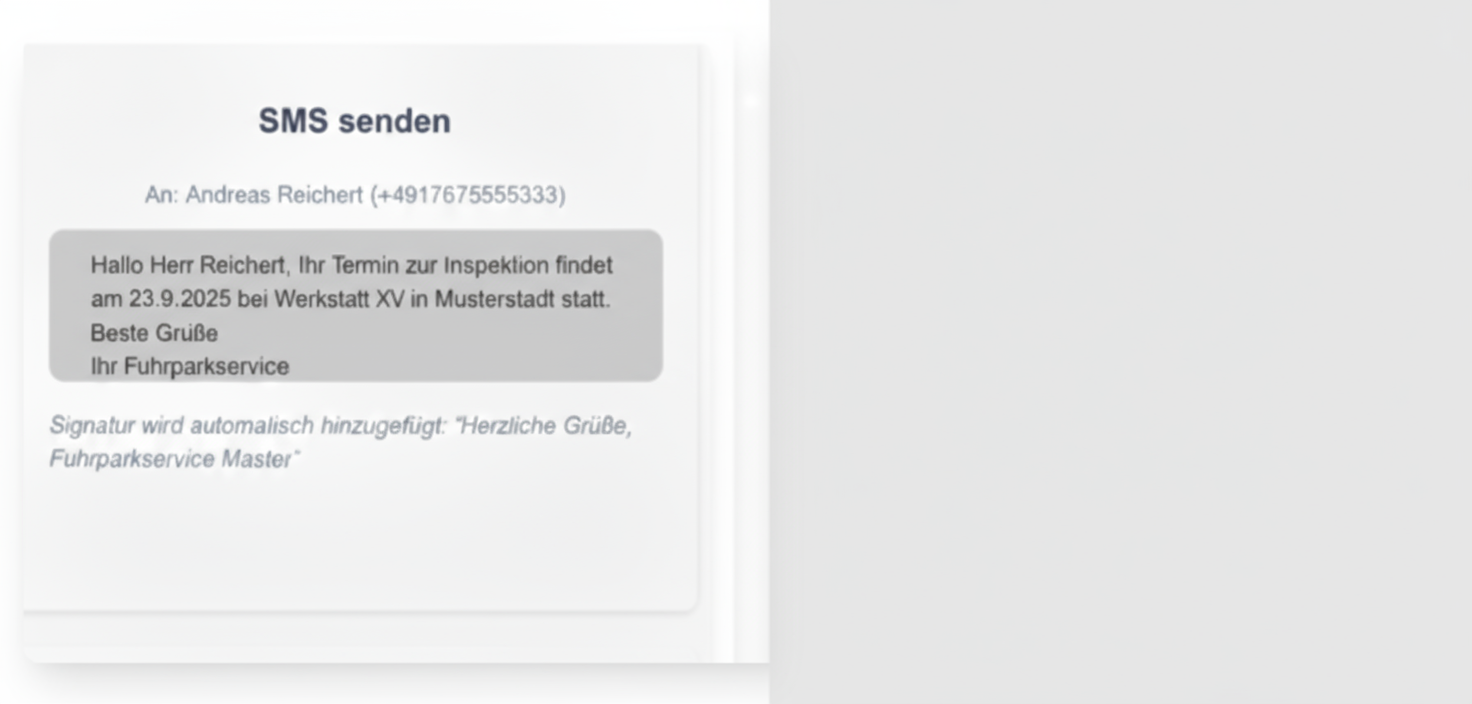 SMS senden
An: Andreas Reichert (+4917675555333)
Hallo Herr Reichert, Ihr Termin zur Inspektion findet
am 23.9.2025 bei Werkstatt XV in Musterstadt statt.
Beste Grüße
Ihr Fuhrparkservice
Signatur wird automalisch hinzugefügt: "Herzliche Grüße,
Fuhrparkservice Master"